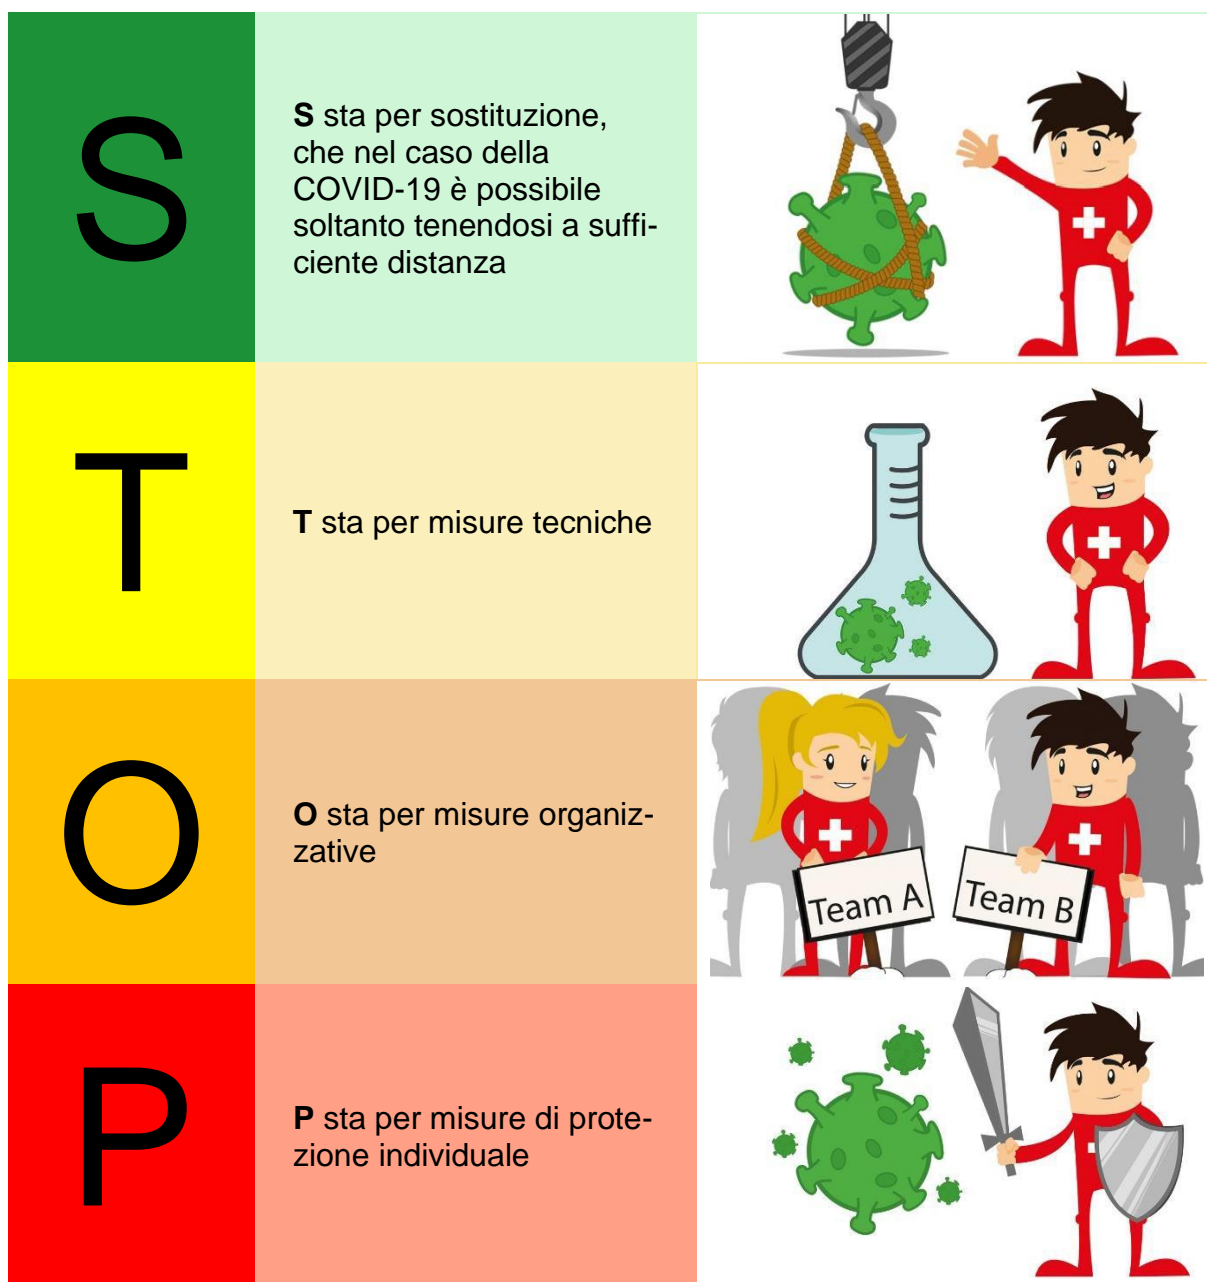 S
S sta per sostituzione,
che nel caso della
COVID-19 è possibile
soltanto tenendosi a suffi-
ciente distanza
T
T sta per misure tecniche
O
O sta per misure organiz-
zative
Team A
Team B
P
P sta per misure di prote-
zione individuale